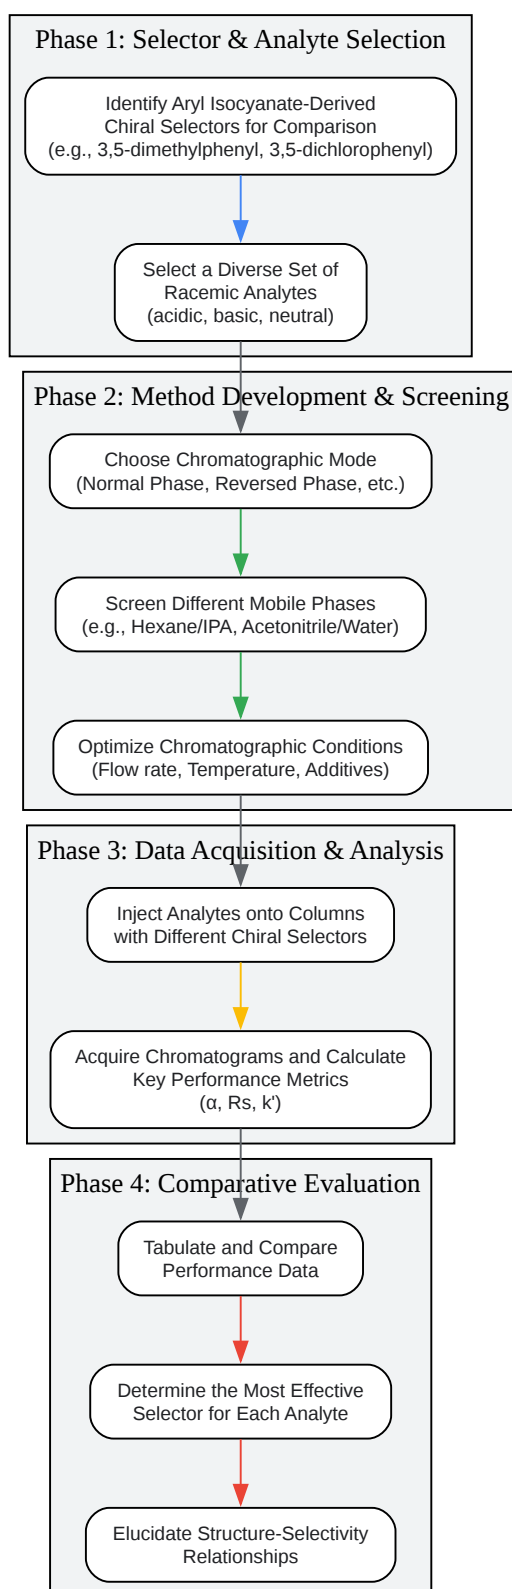 Phase 1: Selector & Analyte Selection
Identify Aryl Isocyanate-Derived
Chiral Selectors for Comparison
(e.g., 3,5-dimethylphenyl, 3,5-dichlorophenyl)
Select a Diverse Set of
Racemic Analytes
(acidic, basic, neutral)
Phase 2: Method Development & Screening
Choose Chromatographic Mode
(Normal Phase, Reversed Phase, etc.)
Screen Different Mobile Phases
(e.g., Hexane/IPA, Acetonitrile/Water)
Optimize Chromatographic Conditions
(Flow rate, Temperature, Additives)
Phase 3: Data Acquisition & Analysis
Inject Analytes onto Columns
with Different Chiral Selectors
Acquire Chromatograms and Calculate
Key Performance Metrics
(α, Rs, k')
Phase 4: Comparative Evaluation
Tabulate and Compare
Performance Data
Determine the Most Effective
Selector for Each Analyte
Elucidate Structure-Selectivity
Relationships